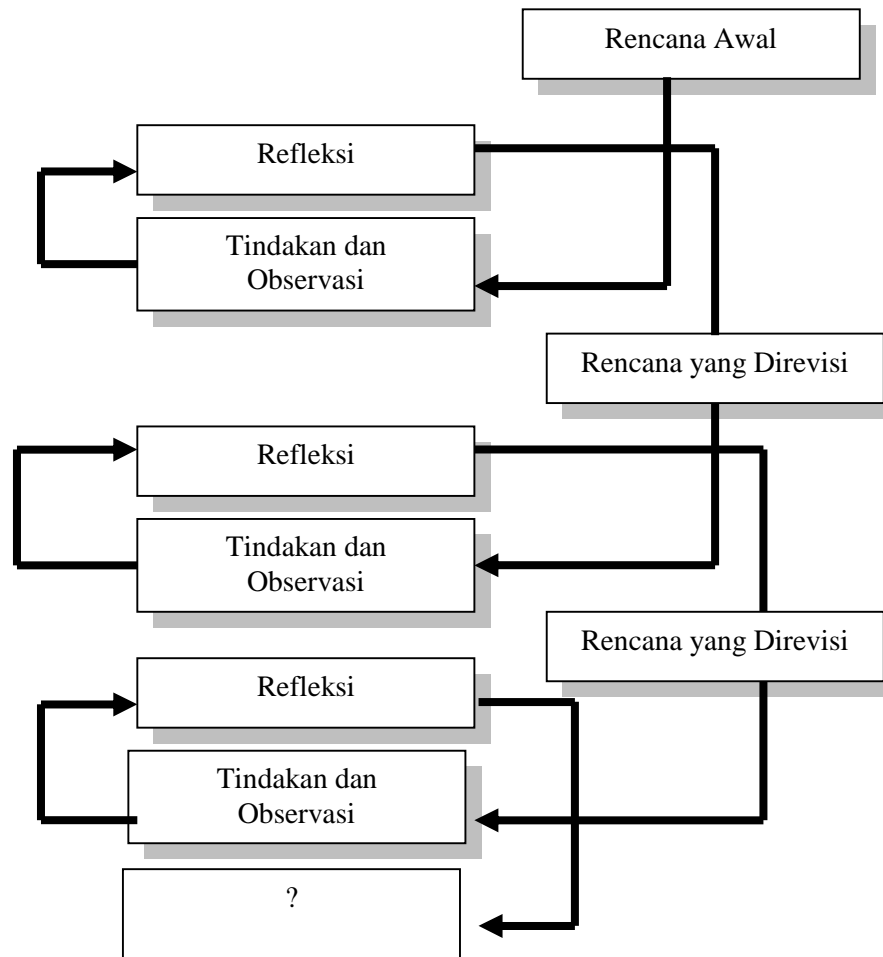 Rencana Awal
Refleksi
Tindakan dan
Observasi
Rencana yang Direvisi
Refleksi
Tindakan dan
Observasi
Rencana yang Direvisi
Refleksi
Tindakan dan
Observasi
?